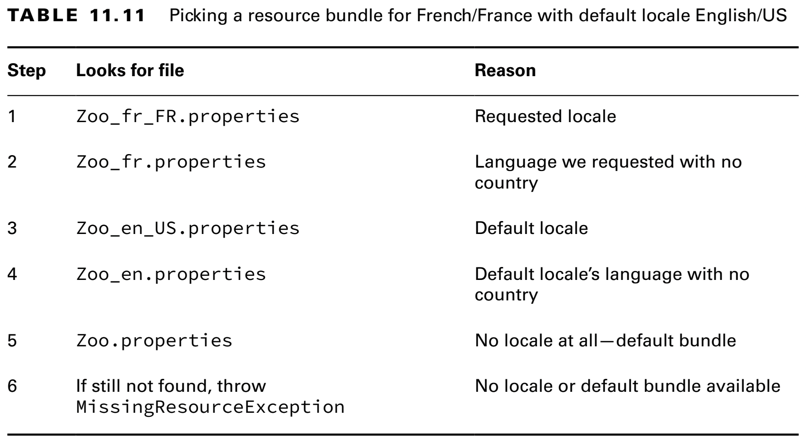 TABLE 11.11 Picking a resource bundle for French/France with default locale English/US
Step Looks for file Reason
1 Zoo_fr_FR.properties Requested locale
2 Zoo_fr.properties Language we requested with no
country
3 Zoo_en_US.properties Default locale
4 Zoo_en.properties Default locale’s language with no
country
5 Zoo.properties No locale at all—default bundle
6 If still not found, throw No locale or default bundle available
MissingResourceException